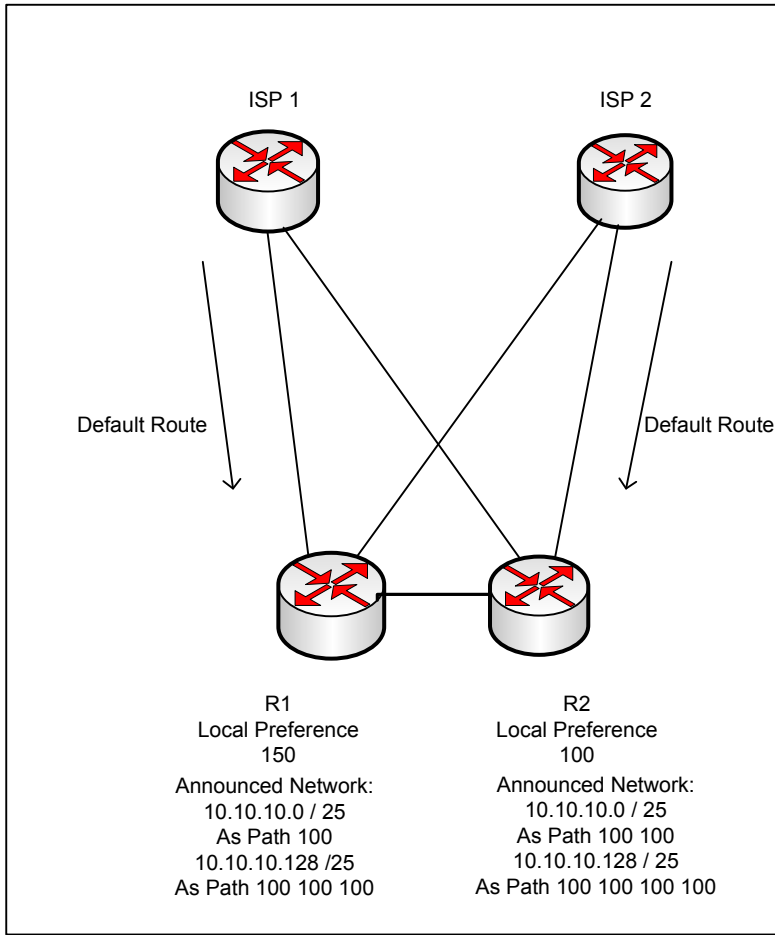 ISP 1
ISP 2
Default Route
Default Route
R1
Local Preference
150
Announced Network:
10.10.10.0 / 25
As Path 100
10.10.10.128 /25
As Path 100 100 100
R2
Local Preference
100
Announced Network:
10.10.10.0 / 25
As Path 100 100
10.10.10.128 / 25
As Path 100 100 100 100